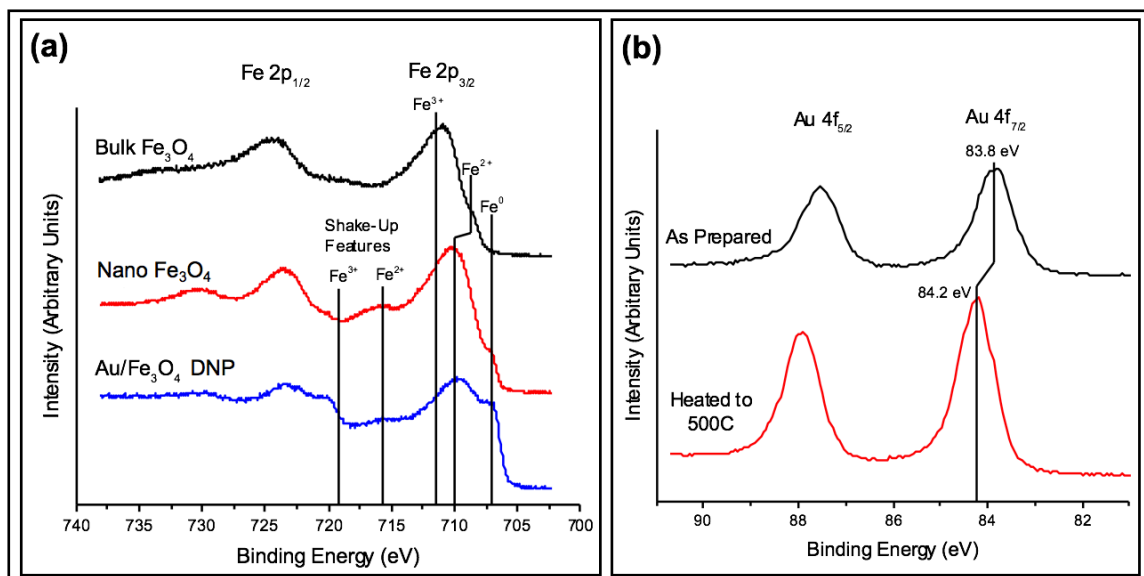 (a)
Fe 2p1/2
Fe 2p3/2
Fe3+
Bulk Fe3O4
Fe2+
Fe0
Shake-Up
Features
Nano Fe3O4
Fe3+
Fe2+
Au/Fe3O4 DNP
Intensity (Arbitrary Units)
740 735 730 725 720 715 710 705 700
Binding Energy (eV)
(b)
Au 4f5/2
Au 4f7/2
83.8 eV
As Prepared
84.2 eV
Heated to
500C
Intensity (Arbitrary Units)
90 88 86 84 82
Binding Energy (eV)